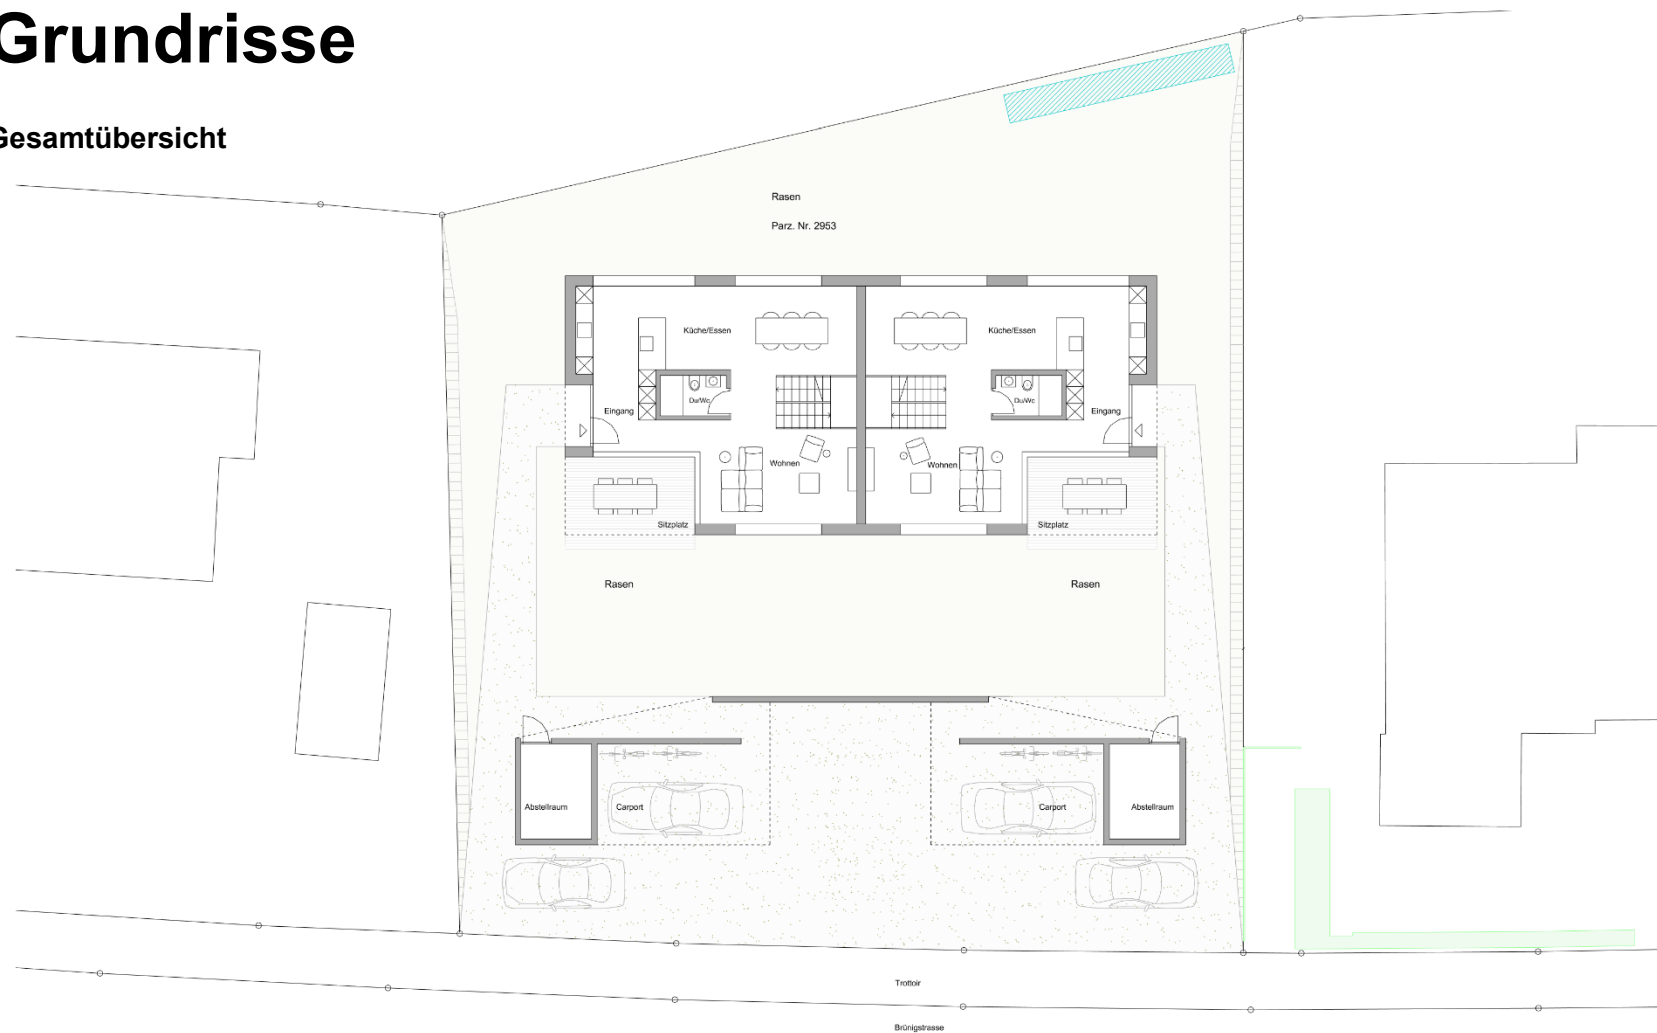 Grundrisse
Gesamtübersicht
Rasen
Parz. Nr. 2953
Küche/Essen
Küche/Essen
Du/Wc
Du/Wc
Eingang
Eingang
Wohnen
Wohnen
Sitzplatz
Sitzplatz
Rasen
Rasen
Abstellraum
Carport
Carport
Abstellraum
Trottoir
Brünigstrasse